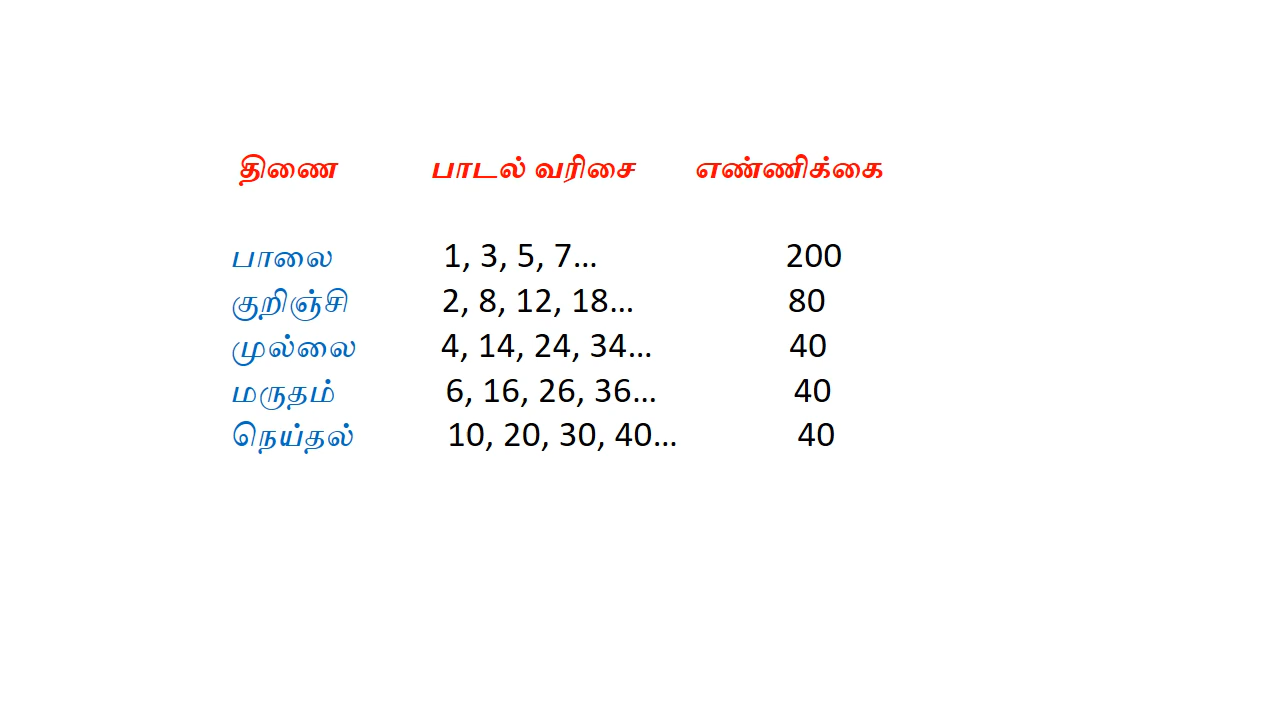 திணை பாடல் வரிசை எண்ணிக்கை
பாலை 1, 3, 5, 7... 200
குறிஞ்சி 2, 8, 12, 18... 80
முல்லை 4, 14, 24, 34... 40
மருதம் 6, 16, 26, 36... 40
நெய்தல் 10, 20, 30, 40... 40